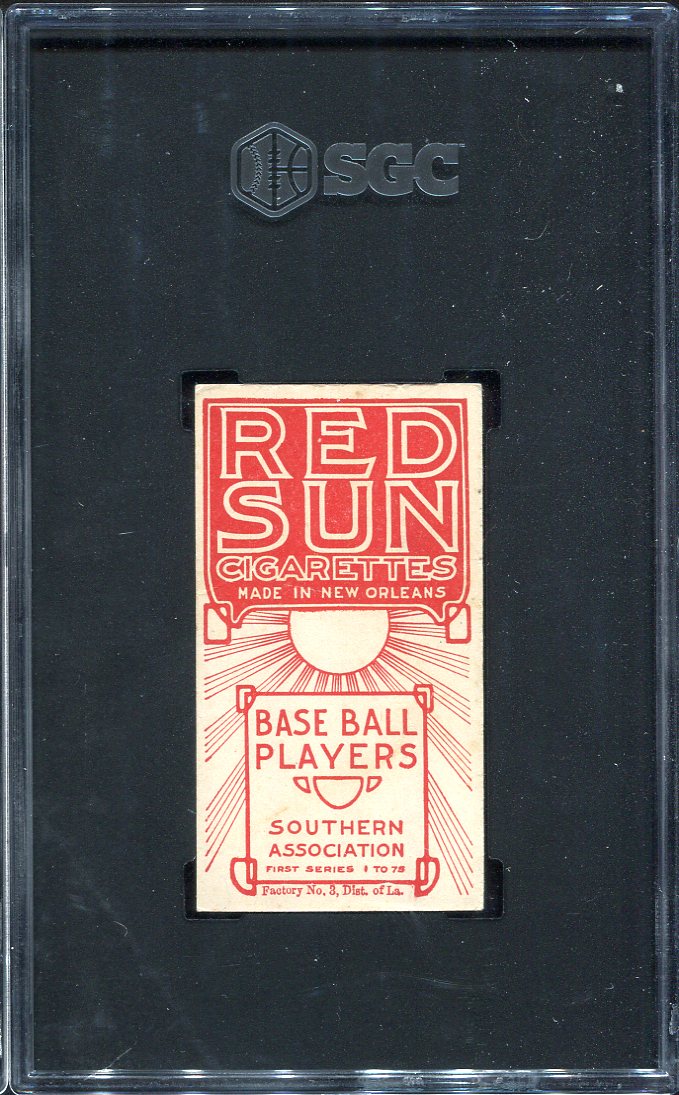 SGC
RED
SUN
CIGARETTES
MADE IN NEW ORLEANS
BASE BALL
PLAYERS
SOUTHERN
ASSOCIATION
FIRST SERIES 1 TO 75
Factory No. 3, Dist. of La.